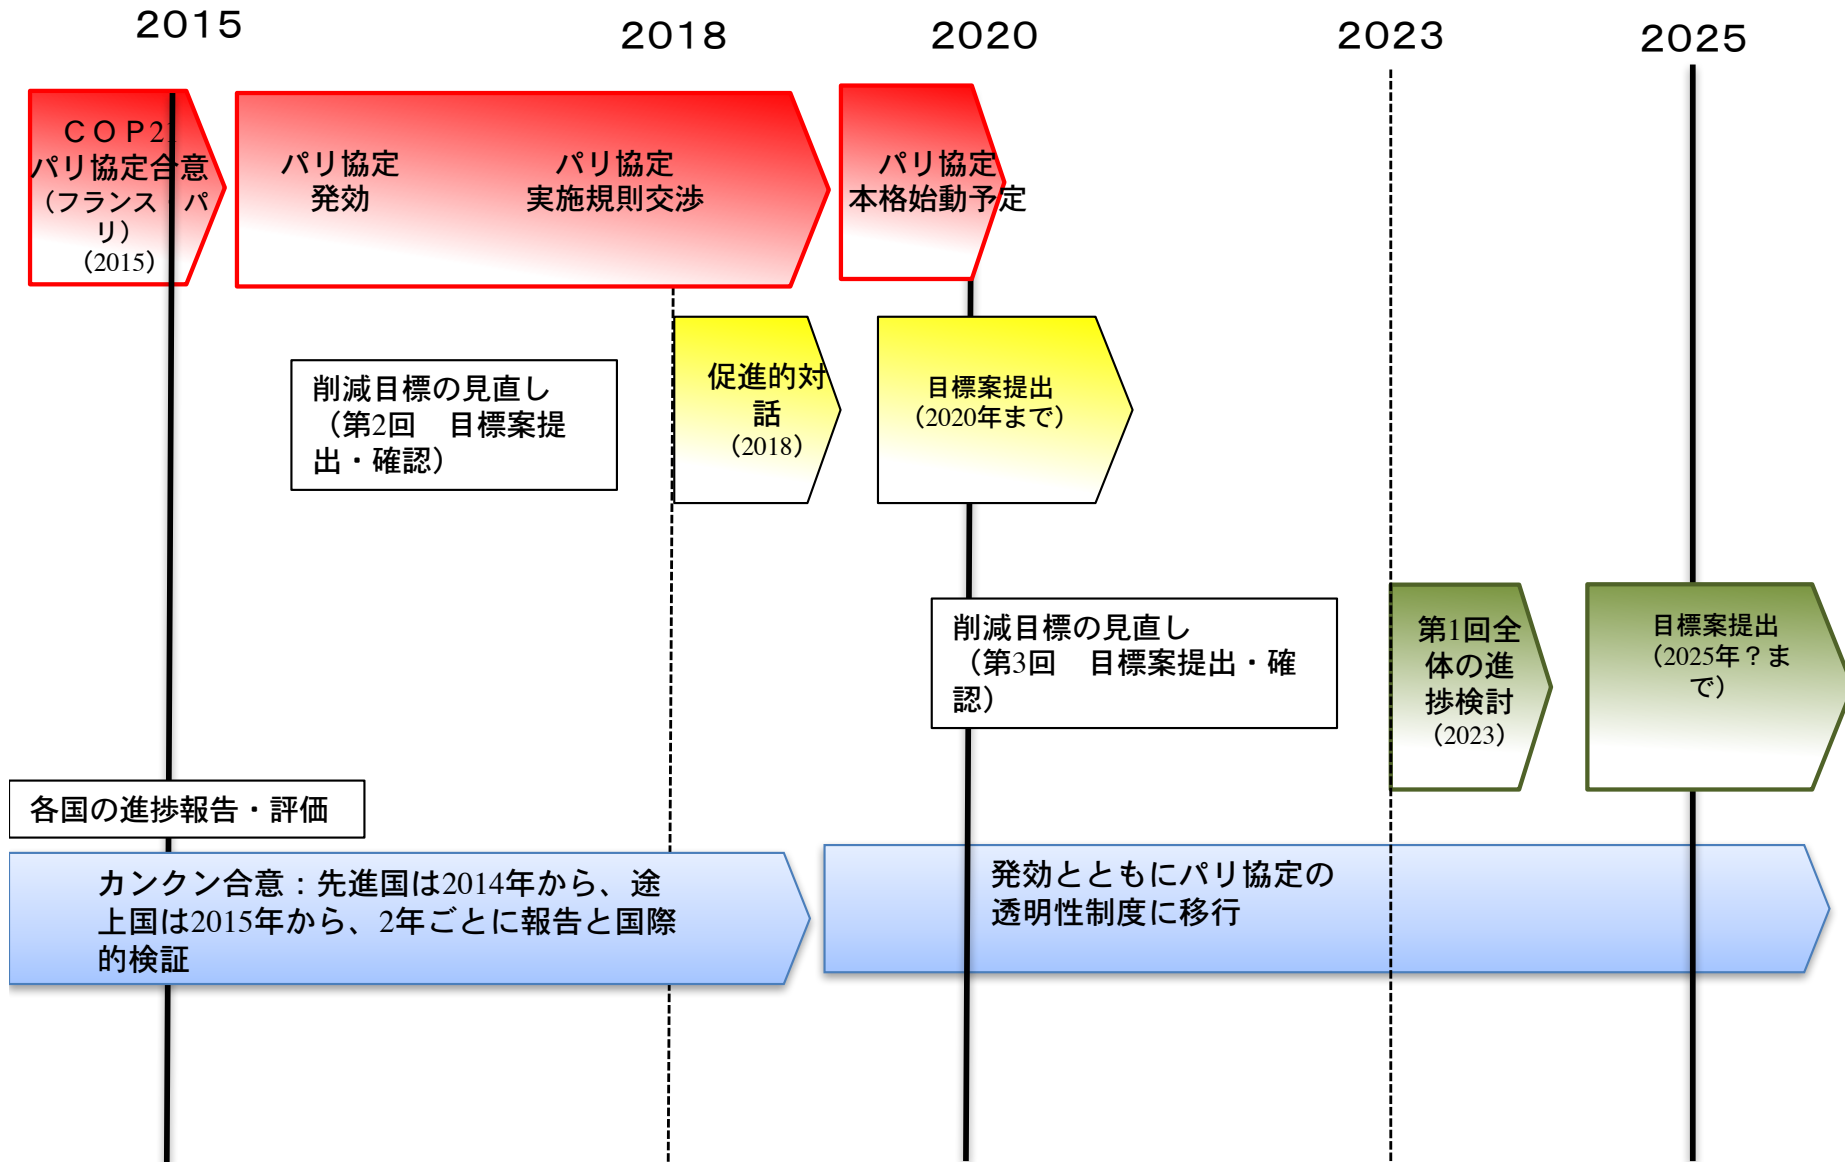 2015
2018
2020
2023
2025
ＣＯＰ21
パリ協定合意
（フランス・パ
リ）
（2015）
パリ協定
発効
パリ協定
実施規則交渉
パリ協定
本格始動予定
削減目標の見直し
（第2回　目標案提
出・確認）
促進的対
話
（2018）
目標案提出
（2020年まで）
削減目標の見直し
（第3回　目標案提出・確
認）
第1回全
体の進
捗検討
（2023）
目標案提出
（2025年？ま
で）
各国の進捗報告・評価
カンクン合意：先進国は2014年から、途
上国は2015年から、2年ごとに報告と国際
的検証
発効とともにパリ協定の
透明性制度に移行